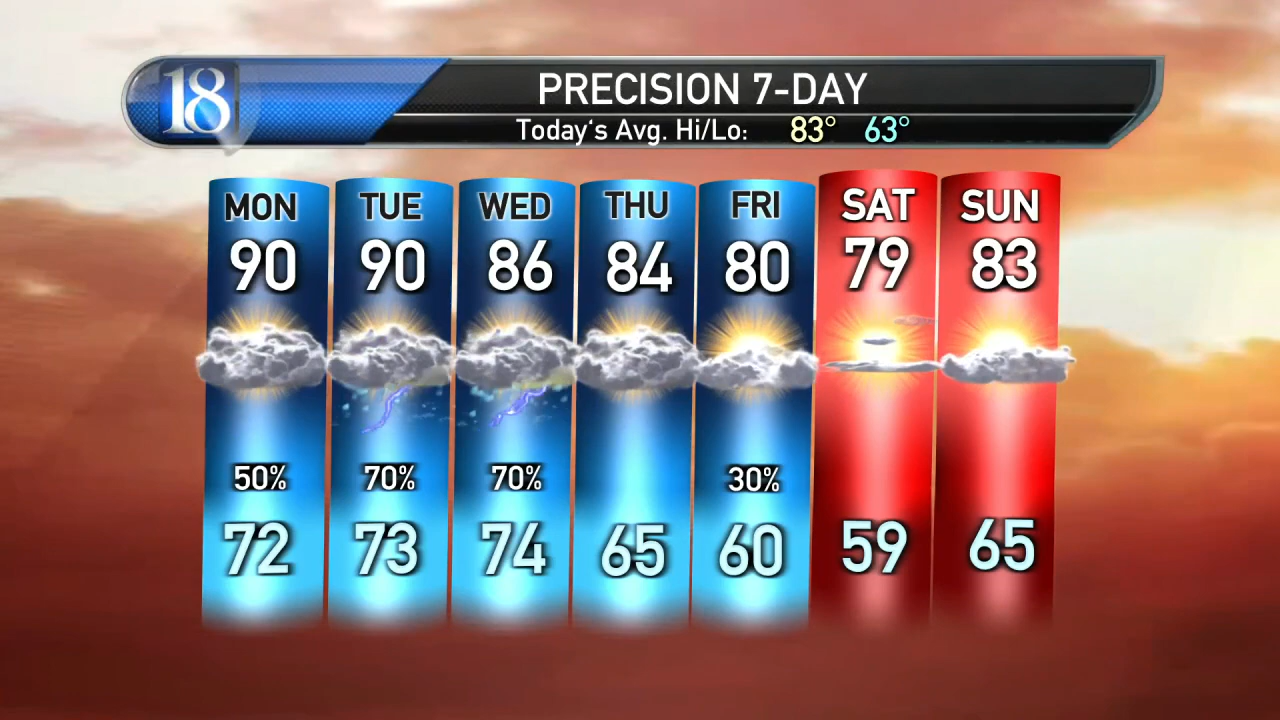 18
PRECISION 7-DAY
Today's Avg. Hi/Lo: 83° 63°
MON TUE WED THU FRI SAT SUN
90 90 86 84 80 79 83
50% 70% 70% 30%
72 73 74 65 60 59 65